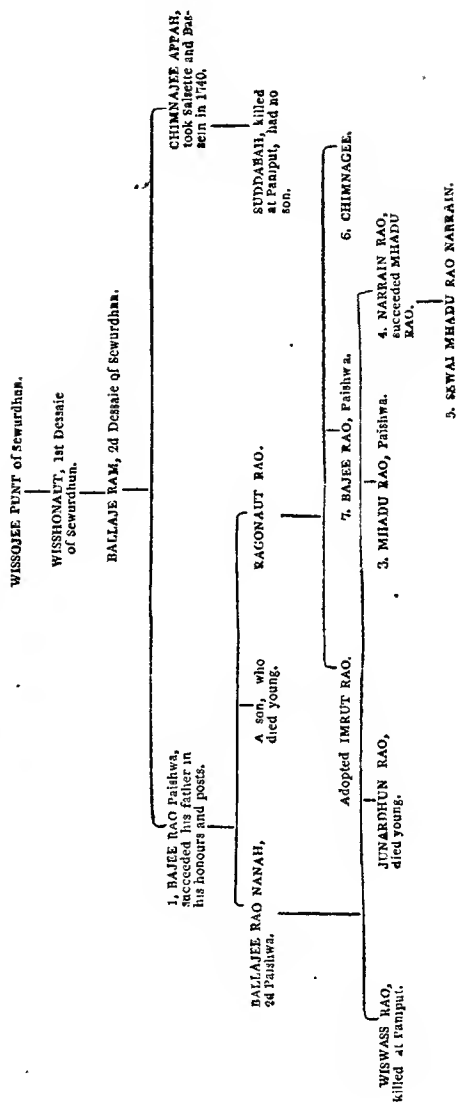 WISSOJEE PUNT of Sewurdhan.
WISSHONAUT, 1st Dessaie
of Sewurdhun.
BALLAJE RAM, 2d Dessaie of Sewurdhan.
1, BAJEE RAO Paishwa,
succeeded his father in
his honours and posts.
CHIMNAJEE APPAH,
took Salsette and Bas-
sein in 1740.
BALLAJEE RAO NANAH,
2d Paishwa.
A son, who
died young.
RAGONAUT RAO.
SUDDABAH, killed
at Paniput, had no
son.
Adopted IMRUT RAO.
7. BAJEE RAO, Paishwa.
6. CHIMNAGEE.
WISWASS RAO,
killed at Paniput.
JUNARDHUN RAO,
died young.
3. MHADU RAO, Paishwa.
4. NARRAIN RAO,
succeeded MHADU
RAO.
5. SEWAI MHADU RAO NARRAIN.